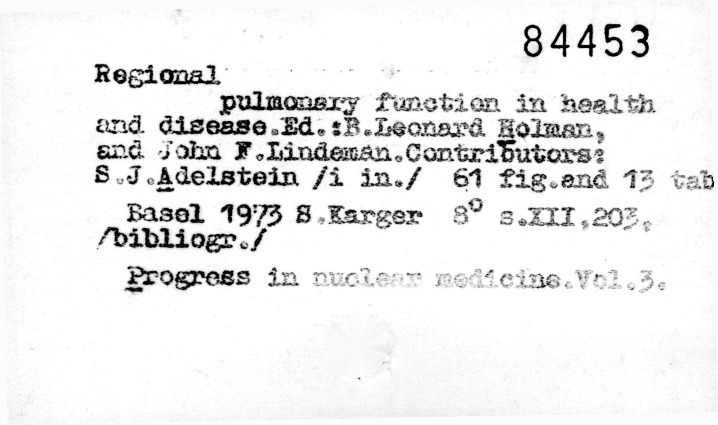 84453
Regional
pulmonary function in health
and disease.Ed.:B.Leonard Holman,
and John F.Lindeman.Contributors:
S.J.Adelstein /i in./ 61 fig.and 13 tab
Basel 1973 S.Karger 8° s.XII,203,
/bibliogr./
Progress in nuclear medicine.Vol.3.